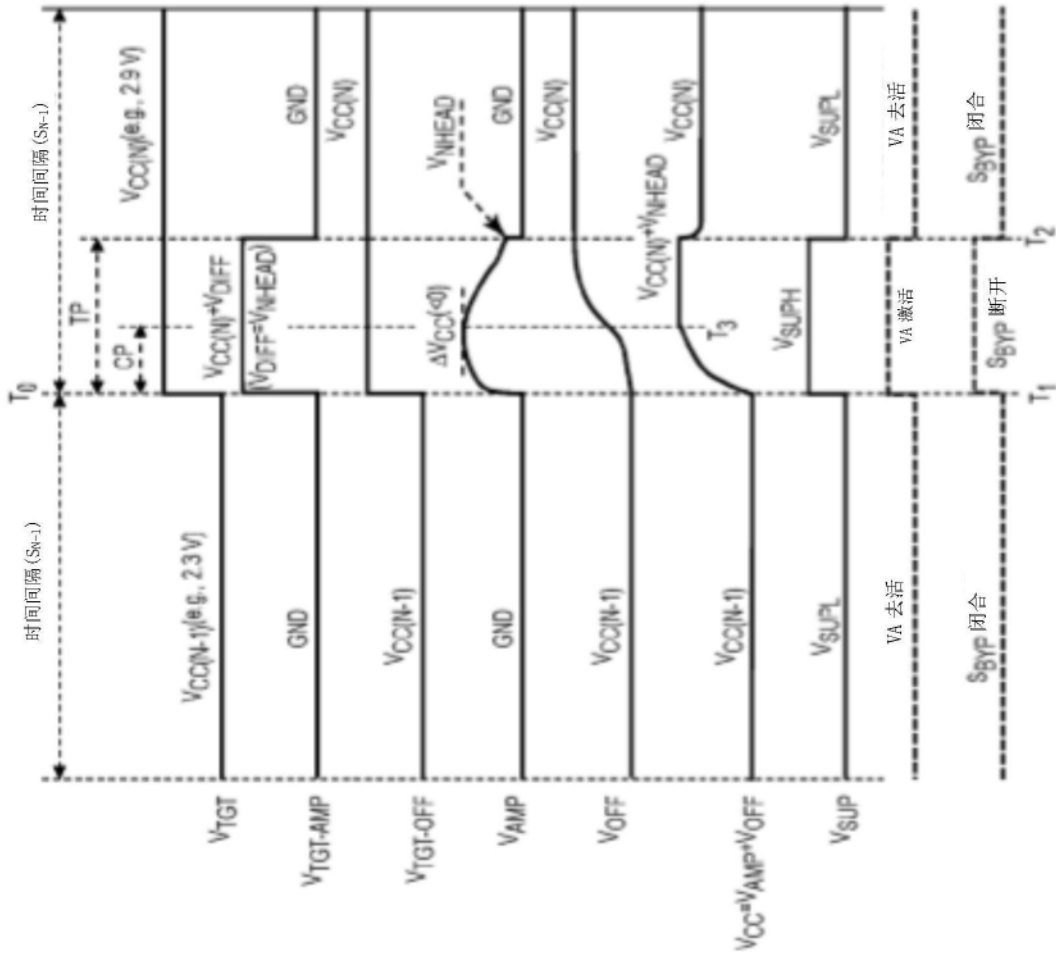 时间间隔(SN-1)
时间间隔(SN-1)
T0
TP
CP
VTGT
VCC(N-1)(e.g., 2.3 V)
VCC(N)(e.g., 2.9 V)
VTGT-AMP
GND
VCC(N)+VDIFF
(VDIFF=VNHEAD)
GND
VTGT-OFF
VCC(N-1)
VCC(N)
VAMP
GND
ΔVCC(<0)
VNHEAD
GND
VOFF
VCC(N-1)
VCC(N)
VCC=VAMP+VOFF
VCC(N-1)
T3
VCC(N)+VNHEAD
VCC(N)
VSUP
VSUPL
VSUPH
VSUPL
VA 去活
VA 激活
VA 去活
SBYP 闭合
SBYP 断开
SBYP 闭合
T1
T2